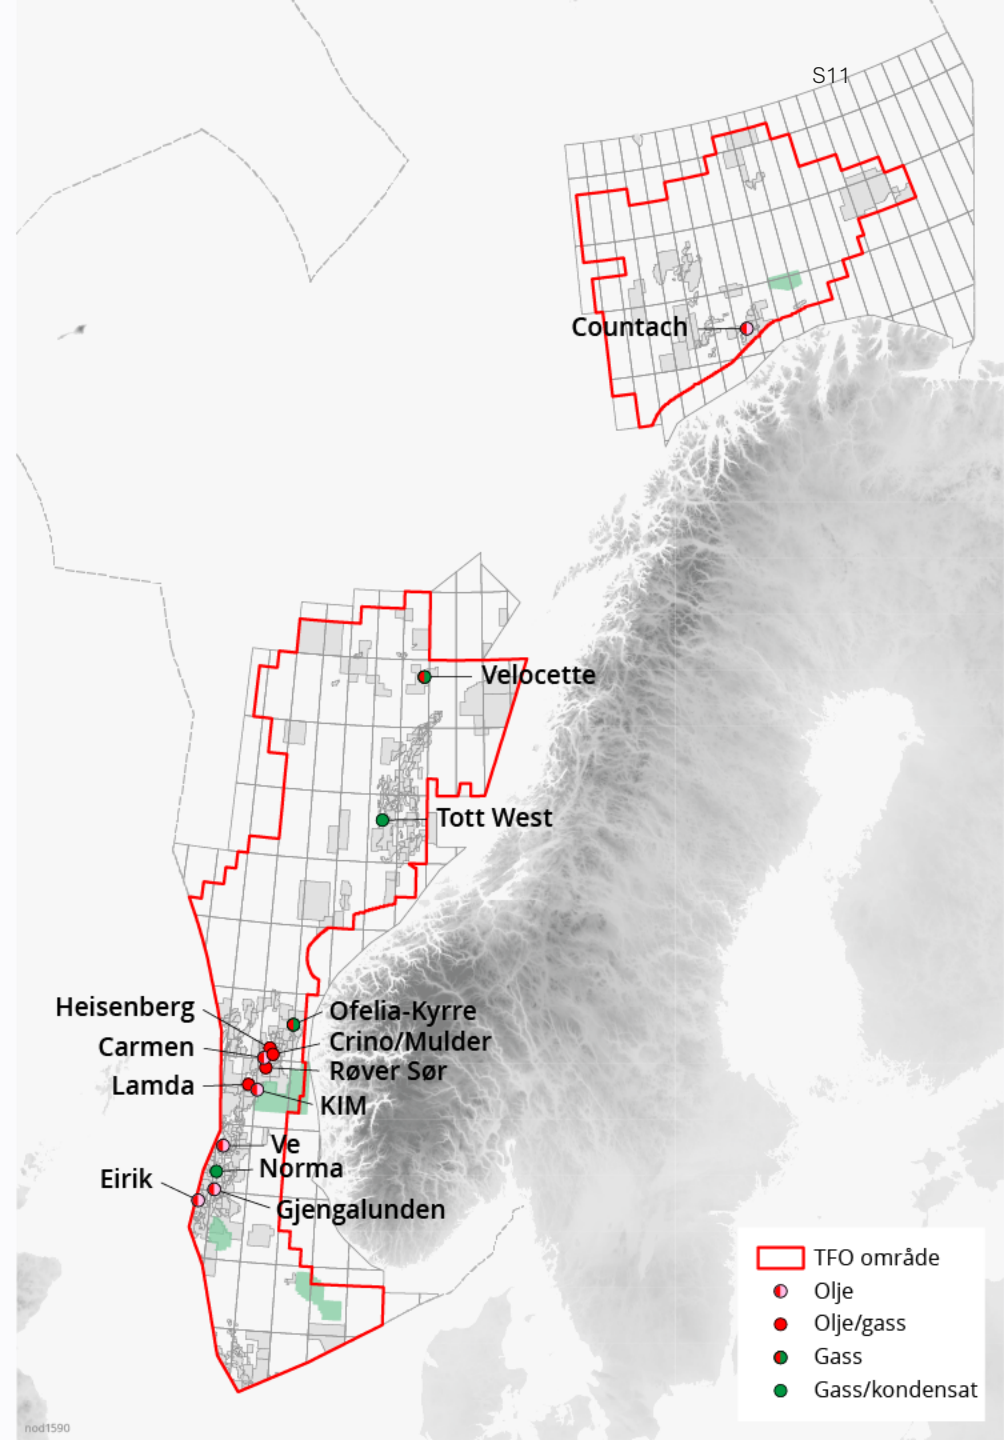 S11
Countach
Velocette
Tott West
Heisenberg
Ofelia-Kyrre
Carmen
Crino/Mulder
Røver Sør
Lamda
KIM
Ve
Norma
Eirik
Gjengalunden
TFO område
Olje
Olje/gass
Gass
Gass/kondensat
nod1590